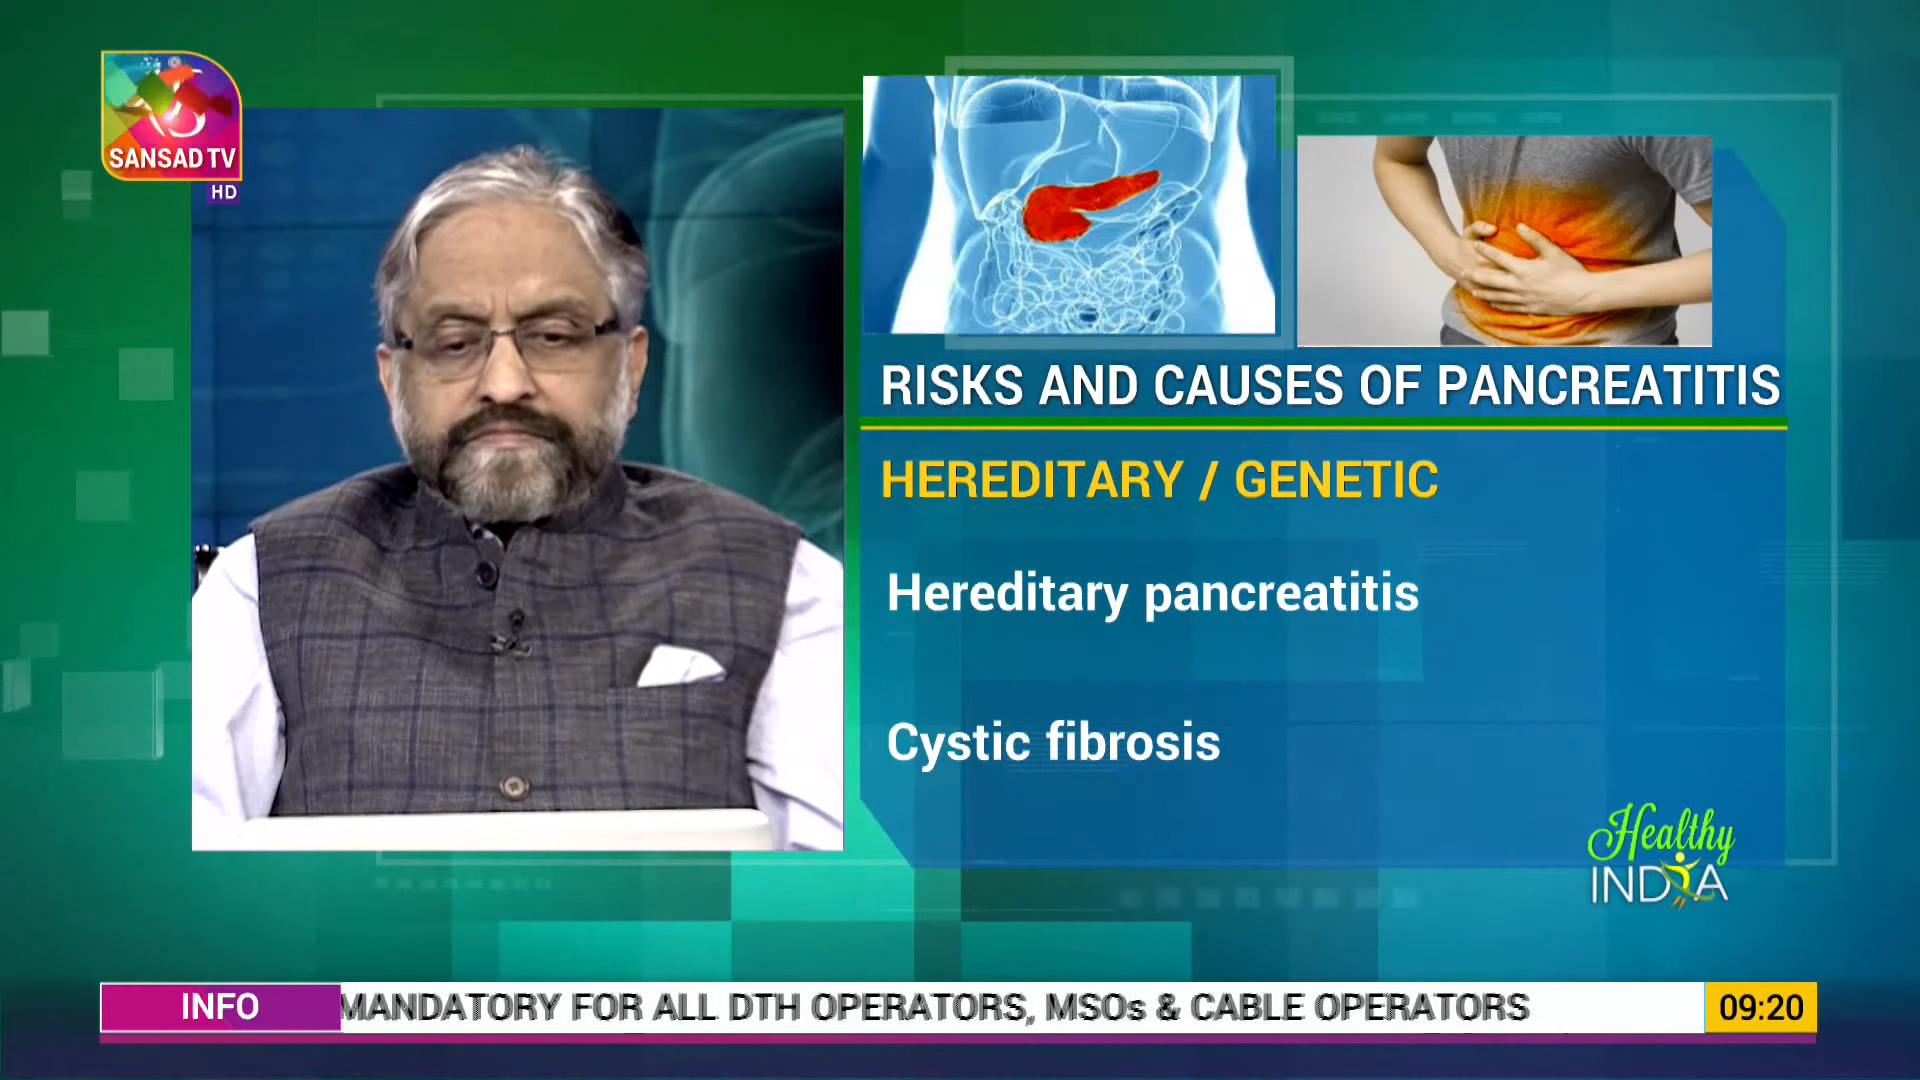 SANSAD TV
HD
RISKS AND CAUSES OF PANCREATITIS
HEREDITARY / GENETIC
Hereditary pancreatitis
Cystic fibrosis
Healthy
INDIA
INFO
MANDATORY FOR ALL DTH OPERATORS, MSOs & CABLE OPERATORS
09:20